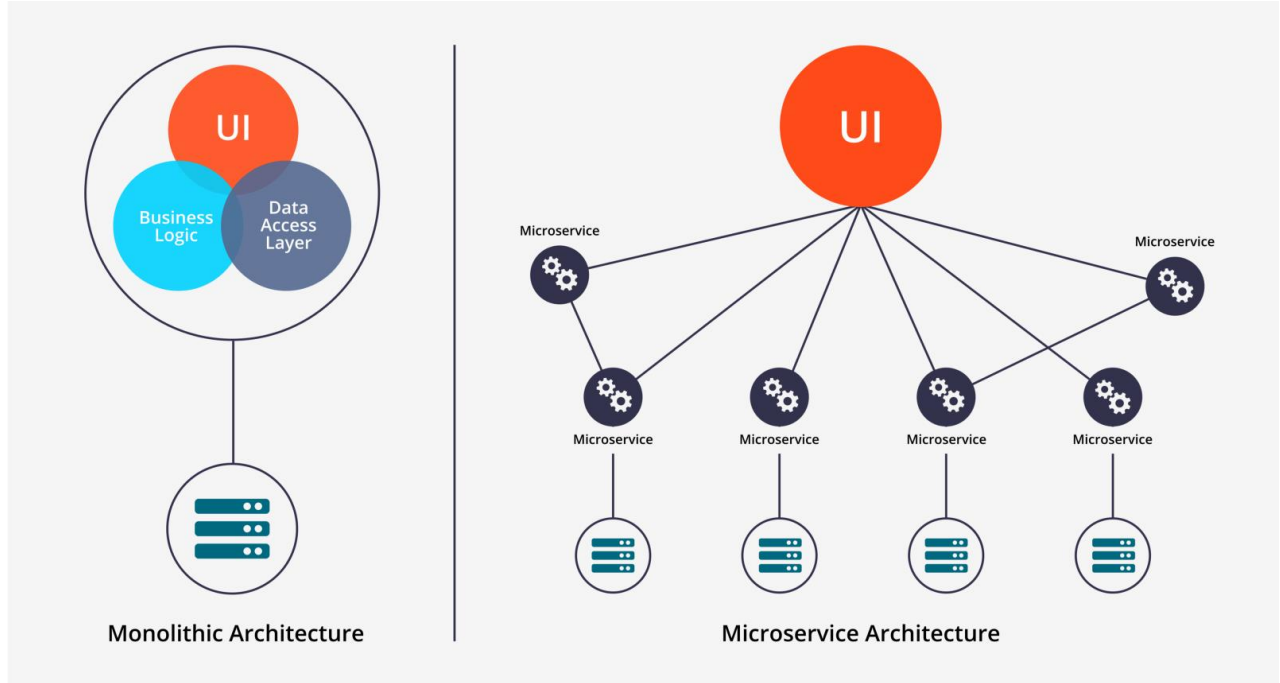 UI
Business
Logic
Data
Access
Layer
Monolithic Architecture
UI
Microservice
Microservice
Microservice
Microservice
Microservice
Microservice
Microservice Architecture